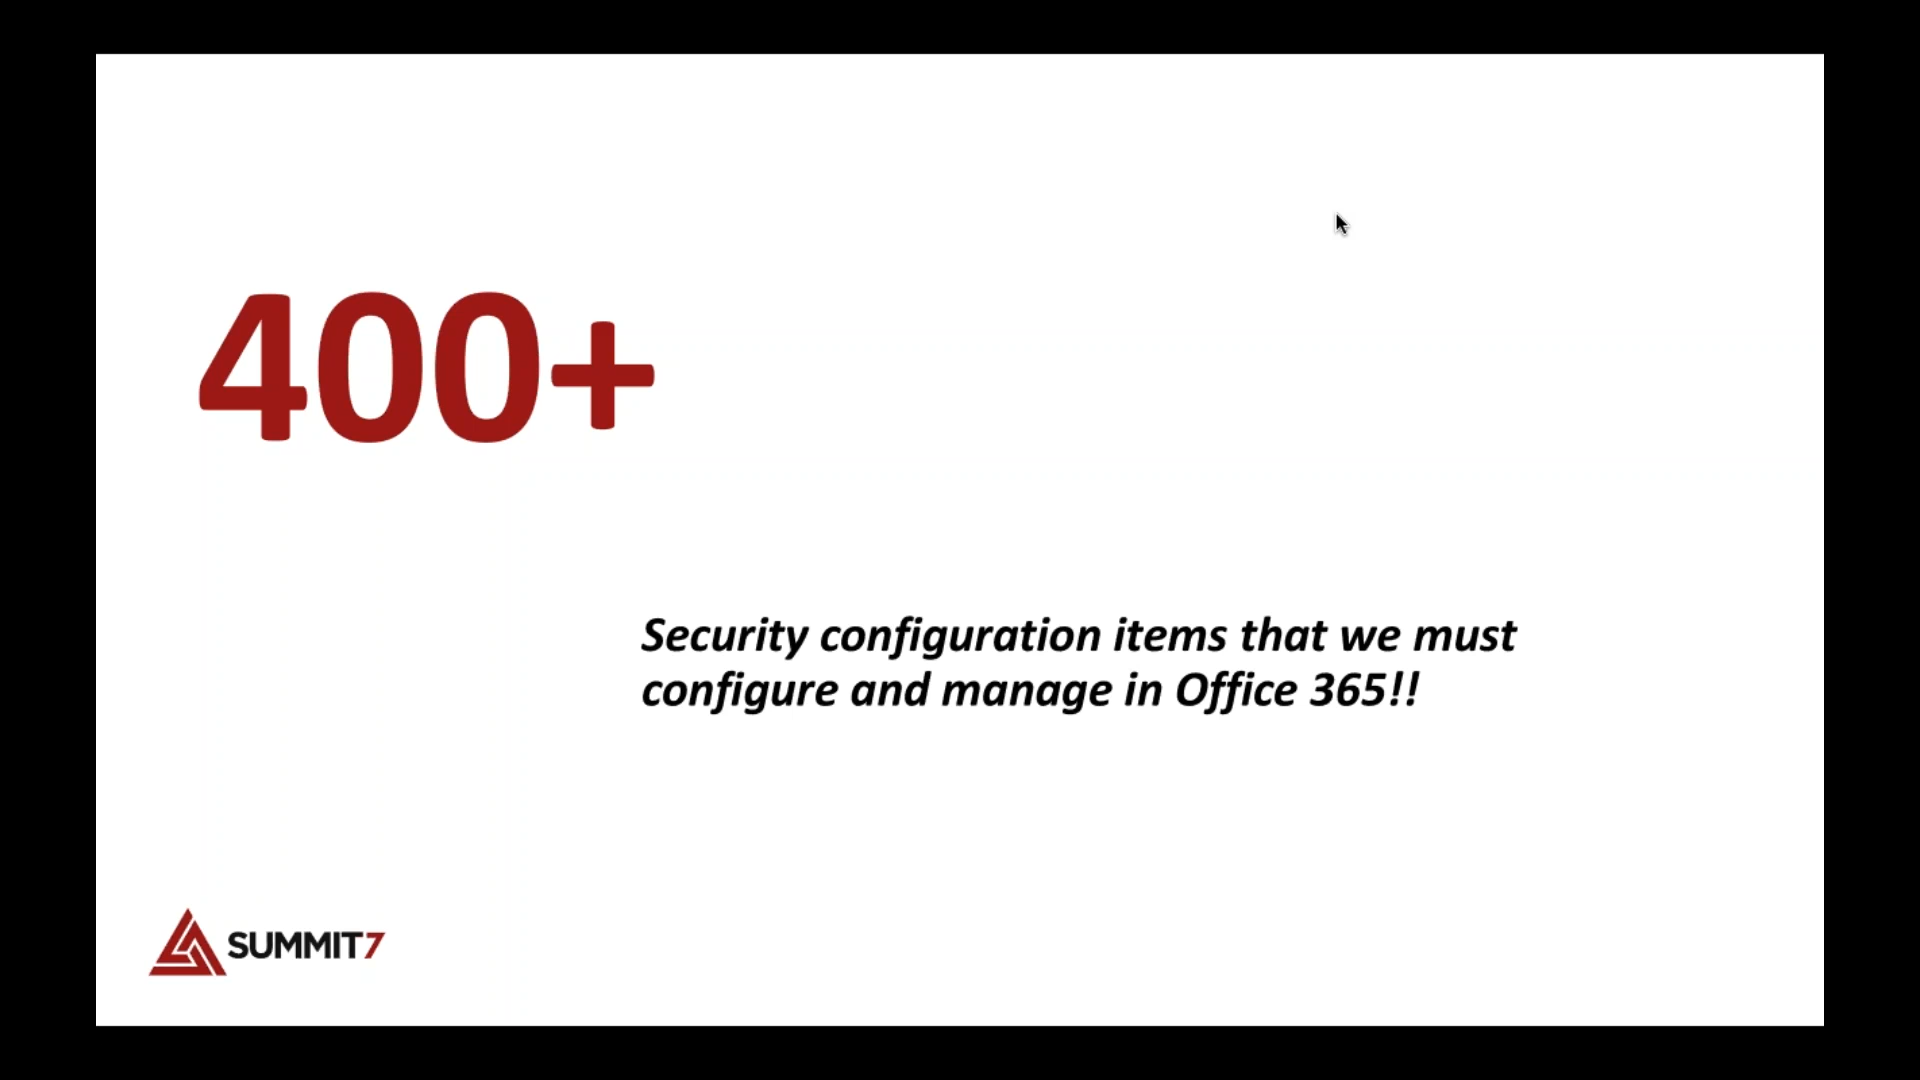 400+
Security configuration items that we must
configure and manage in Office 365!!
SUMMIT7